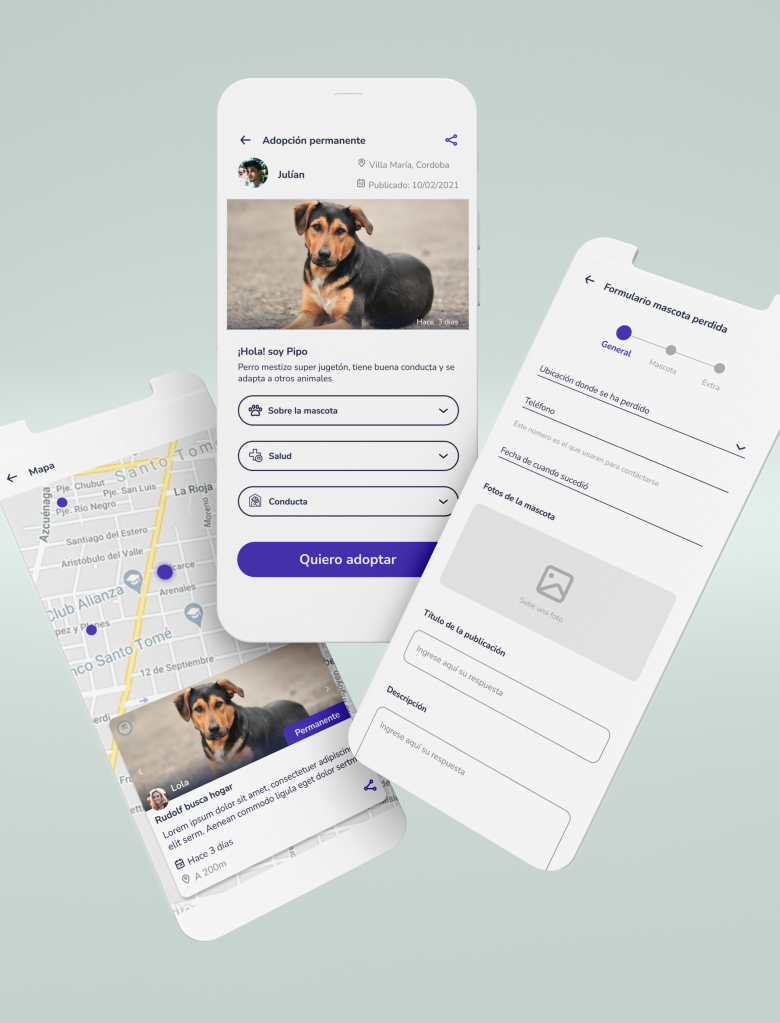 Adopción permanente
Julían
Villa María, Cordoba
Publicado: 10/02/2021
Hace 3 días
¡Hola! soy Pipo
Perro mestizo super jugetón, tiene buena conducta y se
adapta a otros animales
Sobre la mascota
Salud
Conducta
Quiero adoptar
Mapa
Santo Tom
Pje. Chubut
Pje. San Luis
La Rioja
Azcuénaga
Pje. Río Negro
Moreno
Santiago del Estero
Aristóbulo del Valle
carce
Arenales
Club Alianza
pez y Planes
nco Santo Tomé
12 de Septiembre
erdi
Permanente
Lola
Rudolf busca hogar
Lorem ipsum dolor sit amet, consectetuer adipiscin
elit serm. Aenean commodo ligula eget dolor sertm
Hace 3 días
A 200m
Formulario mascota perdida
General
Mascota
Extra
Ubicación donde se ha perdido
Teléfono
Este número es el que usaran para contactarse
Fecha de cuando sucedió
Fotos de la mascota
Sube una foto
Título de la publicación
Ingrese aquí su respuesta
Descripción
Ingrese aquí su respuesta